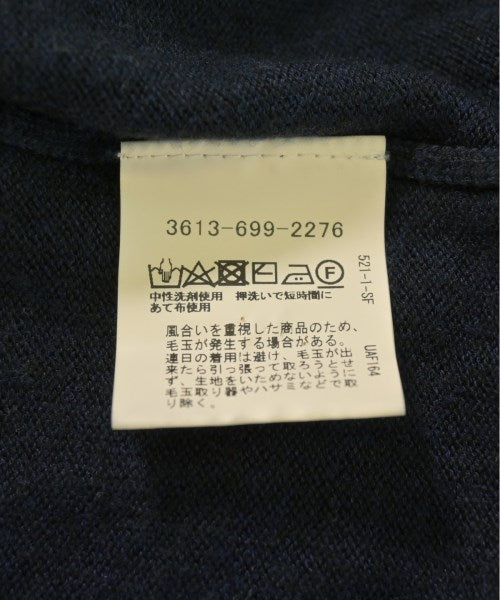 3613-699-2276
中性洗剤使用 押洗いで短時間に
あて布使用
風合いを重視した商品のため、
毛玉が発生する場合がある。
連日の着用は避け、毛玉が出
来たら引っ張って取ろうとせ
ず、生地をいためないように
毛玉取り器やハサミなどで取
り除く。
521-1-SF
UAF164